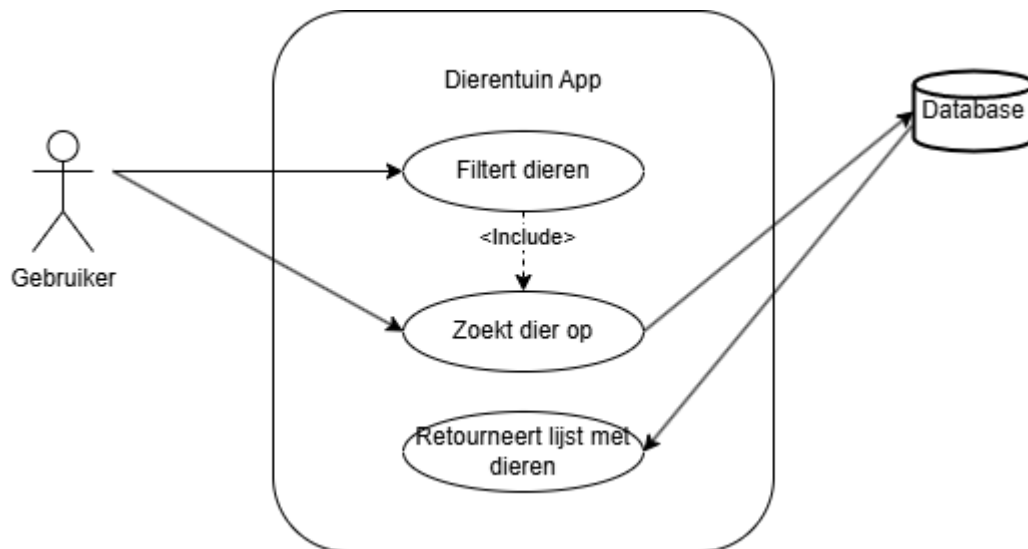 Dierentuin App
Database
Filtert dieren
<Include>
Gebruiker
Zoekt dier op
Retourneert lijst met
dieren